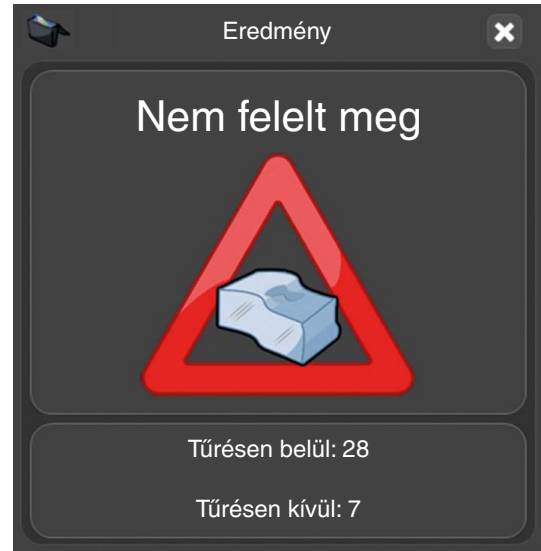 Eredmény
Nem felelt meg
Tűrésen belül: 28
Tűrésen kívül: 7